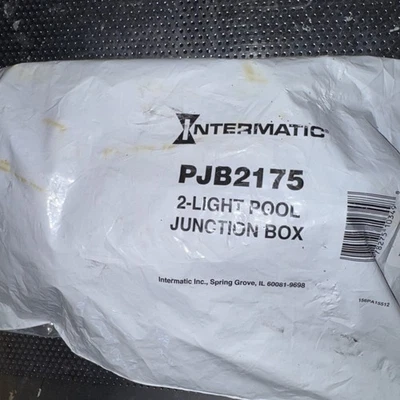 INTERMATIC
PJB2175
2-LIGHT POOL
JUNCTION BOX
Intermatic Inc., Spring Grove, IL 60081-9698